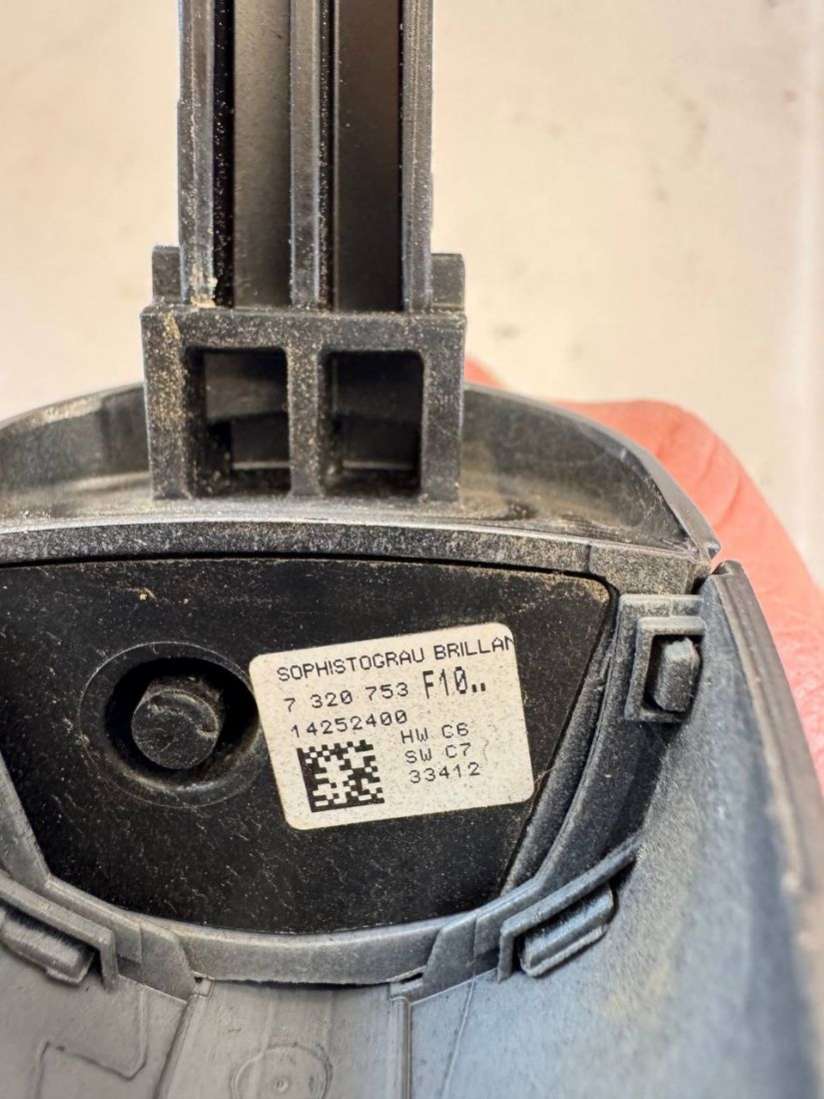 SOPHISTOGRAU BRILLAN
7 320 753 F10..
14252400
HW C6
SW C7
33412